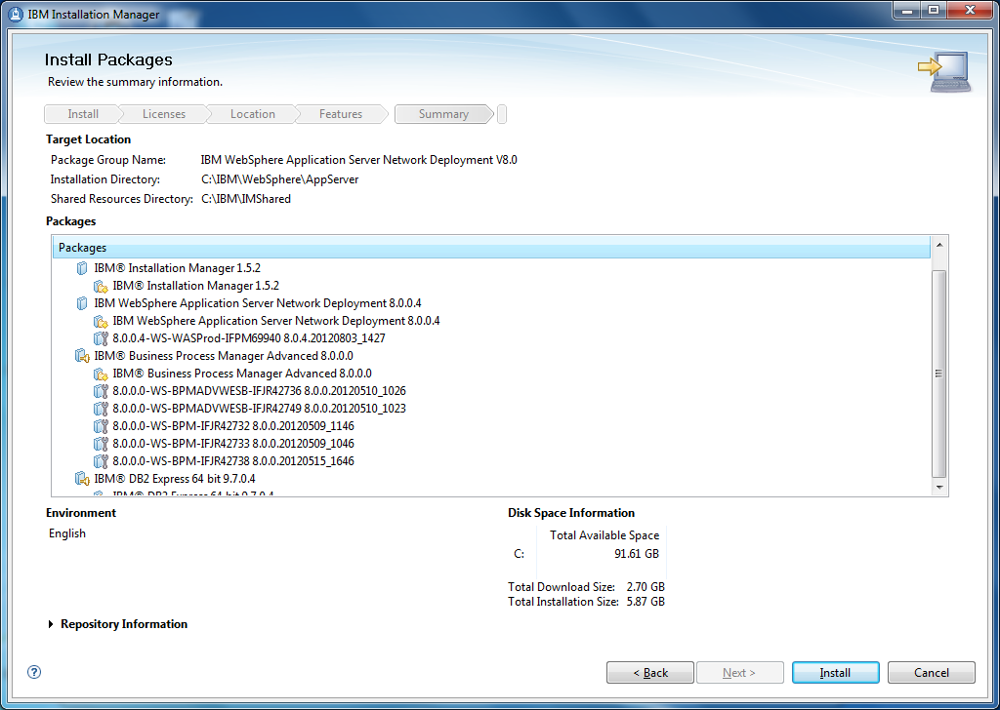 IBM Installation Manager
Install Packages
Review the summary information.
Install Licenses Location Features Summary
Target Location
Package Group Name: IBM WebSphere Application Server Network Deployment V8.0
Installation Directory: C:\IBM\WebSphere\AppServer
Shared Resources Directory: C:\IBM\IMShared
Packages
Packages
IBM® Installation Manager 1.5.2
IBM® Installation Manager 1.5.2
IBM WebSphere Application Server Network Deployment 8.0.0.4
IBM WebSphere Application Server Network Deployment 8.0.0.4
8.0.0.4-WS-WASProd-IFPM69940 8.0.4.20120803_1427
IBM® Business Process Manager Advanced 8.0.0.0
IBM® Business Process Manager Advanced 8.0.0.0
8.0.0.0-WS-BPMADVWESB-IFJR42736 8.0.0.20120510_1026
8.0.0.0-WS-BPMADVWESB-IFJR42749 8.0.0.20120510_1023
8.0.0.0-WS-BPM-IFJR42732 8.0.0.20120509_1146
8.0.0.0-WS-BPM-IFJR42733 8.0.0.20120509_1046
8.0.0.0-WS-BPM-IFJR42738 8.0.0.20120515_1646
IBM® DB2 Express 64 bit 9.7.0.4
IBM® DB2 Express 64 bit 9.7.0.4
Environment
English
Disk Space Information
Total Available Space
C: 91.61 GB
Total Download Size: 2.70 GB
Total Installation Size: 5.87 GB
Repository Information
? < Back Next > Install Cancel